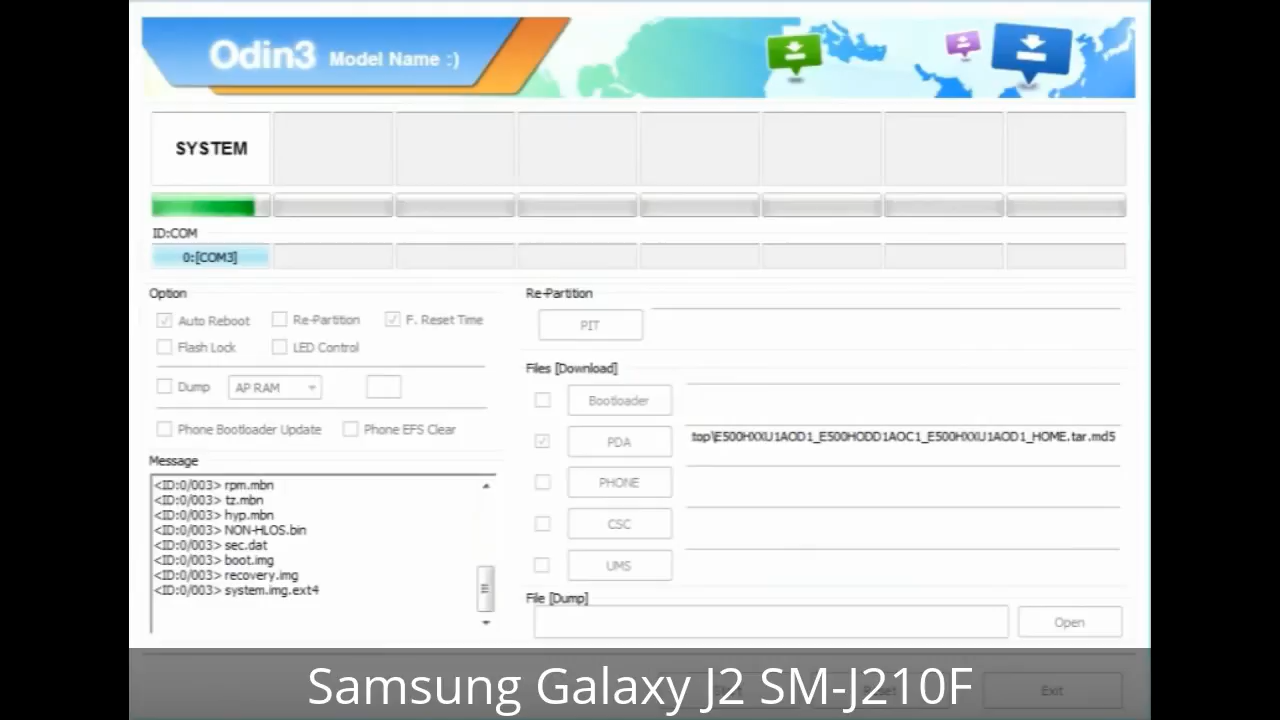 Odin3 Model Name :)
SYSTEM
ID:COM
0:[COM3]
Option
Auto Reboot Re-Partition F. Reset Time
Flash Lock LED Control
Dump AP RAM
Phone Bootloader Update Phone EFS Clear
Message
<ID:0/003> rpm.mbn
<ID:0/003> tz.mbn
<ID:0/003> hyp.mbn
<ID:0/003> NON-HLOS.bin
<ID:0/003> sec.dat
<ID:0/003> boot.img
<ID:0/003> recovery.img
<ID:0/003> system.img.ext4
Re-Partition
PIT
Files [Download]
Bootloader
PDA top\E500HXXU1AOD1_E500HODD1AOC1_E500HXXU1AOD1_HOME.tar.md5
PHONE
CSC
UMS
File [Dump]
Open
Exit
Samsung Galaxy J2 SM-J210F